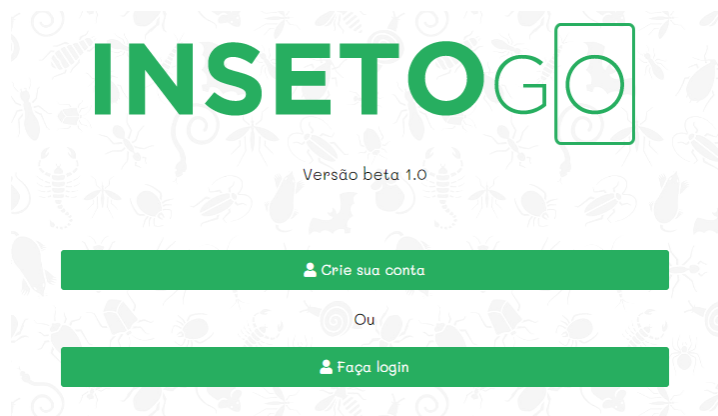 INSETOGO
Versão beta 1.0
Crie sua conta
Ou
Faça login